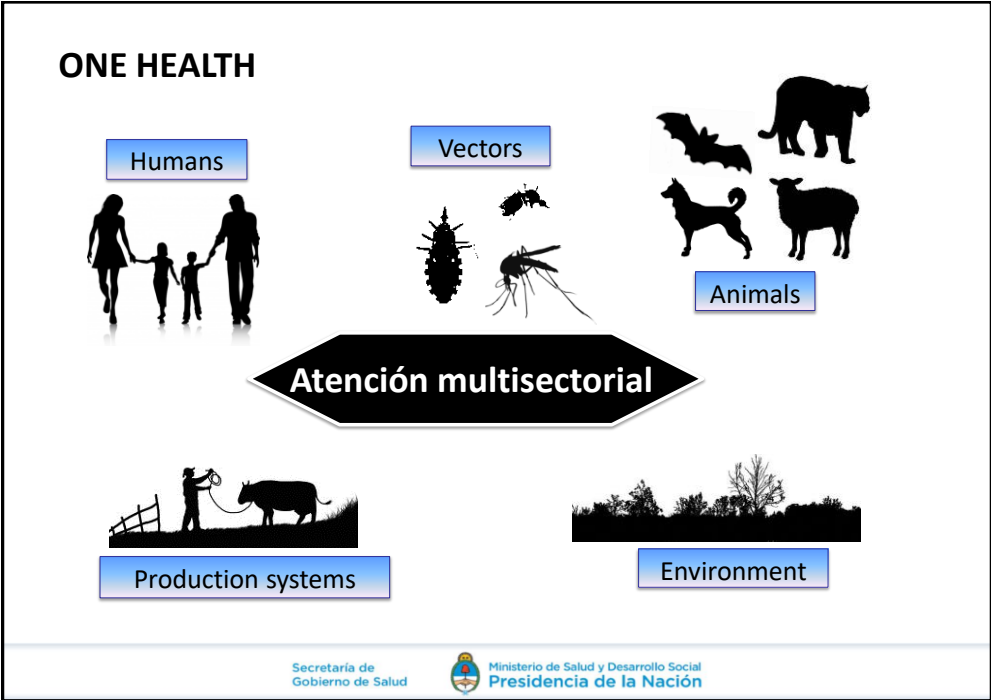 ONE HEALTH
Humans
Vectors
Animals
Atención multisectorial
Production systems
Environment
Secretaría de
Gobierno de Salud
Ministerio de Salud y Desarrollo Social
Presidencia de la Nación